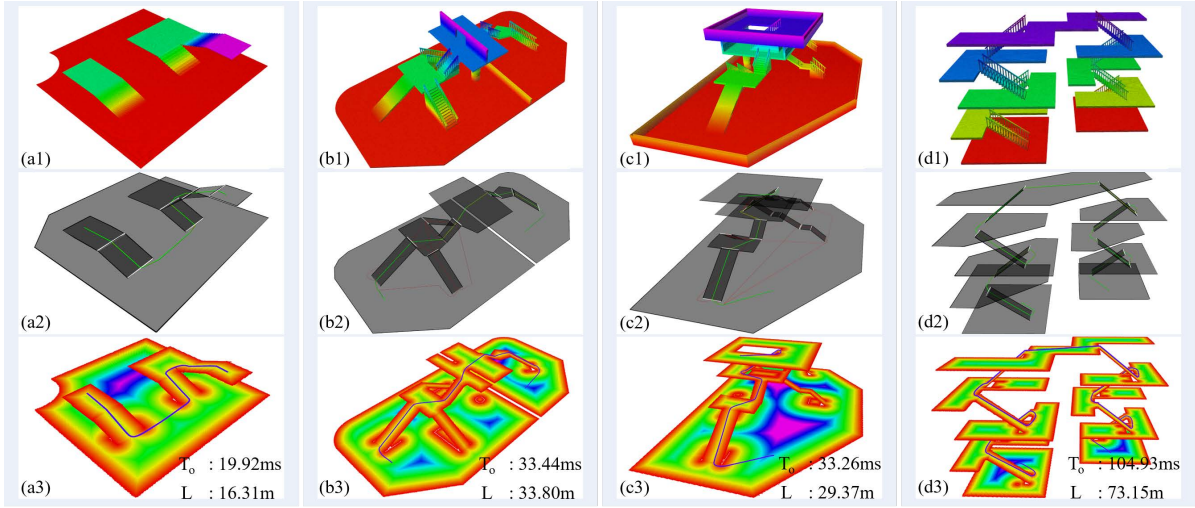 (a1)
(b1)
(c1)
(d1)
(a2)
(b2)
(c2)
(d2)
(a3)
T₀ : 19.92ms
L : 16.31m
(b3)
T₀ : 33.44ms
L : 33.80m
(c3)
T₀ : 33.26ms
L : 29.37m
(d3)
T₀ : 104.93ms
L : 73.15m